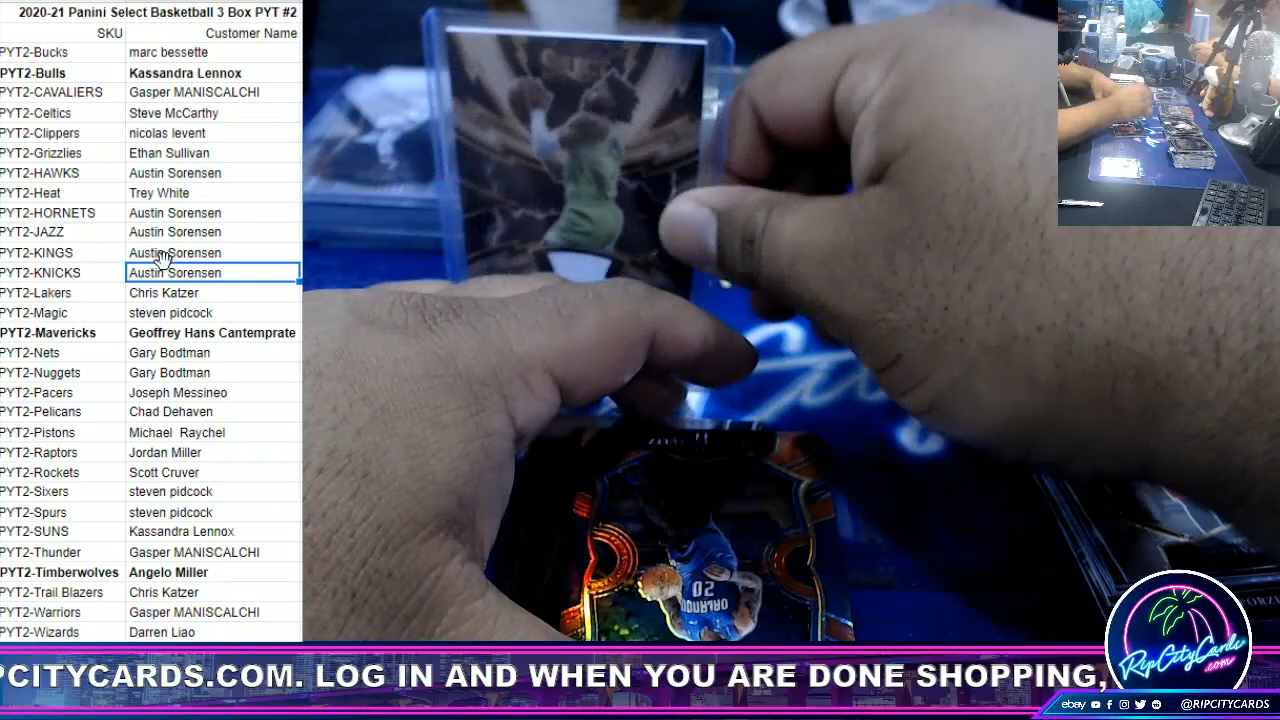 2020-21 Panini Select Basketball 3 Box PYT #2
SKU Customer Name
PYT2-Bucks marc bessette
PYT2-Bulls Kassandra Lennox
PYT2-CAVALIERS Gasper MANISCALCHI
PYT2-Celtics Steve McCarthy
PYT2-Clippers nicolas levent
PYT2-Grizzlies Ethan Sullivan
PYT2-HAWKS Austin Sorensen
PYT2-Heat Trey White
PYT2-HORNETS Austin Sorensen
PYT2-JAZZ Austin Sorensen
PYT2-KINGS Austin Sorensen
PYT2-KNICKS Austin Sorensen
PYT2-Lakers Chris Katzer
PYT2-Magic steven pidcock
PYT2-Mavericks Geoffrey Hans Cantemprate
PYT2-Nets Gary Bodtman
PYT2-Nuggets Gary Bodtman
PYT2-Pacers Joseph Messineo
PYT2-Pelicans Chad Dehaven
PYT2-Pistons Michael Raychel
PYT2-Raptors Jordan Miller
PYT2-Rockets Scott Cruver
PYT2-Sixers steven pidcock
PYT2-Spurs steven pidcock
PYT2-SUNS Kassandra Lennox
PYT2-Thunder Gasper MANISCALCHI
PYT2-Timberwolves Angelo Miller
PYT2-Trail Blazers Chris Katzer
PYT2-Warriors Gasper MANISCALCHI
PYT2-Wizards Darren Liao
ORLANDO
20
PCITYCARDS.COM. LOG IN AND WHEN YOU ARE DONE SHOPPING,
RipCityCards
.com
ebay @RIPCITYCARDS